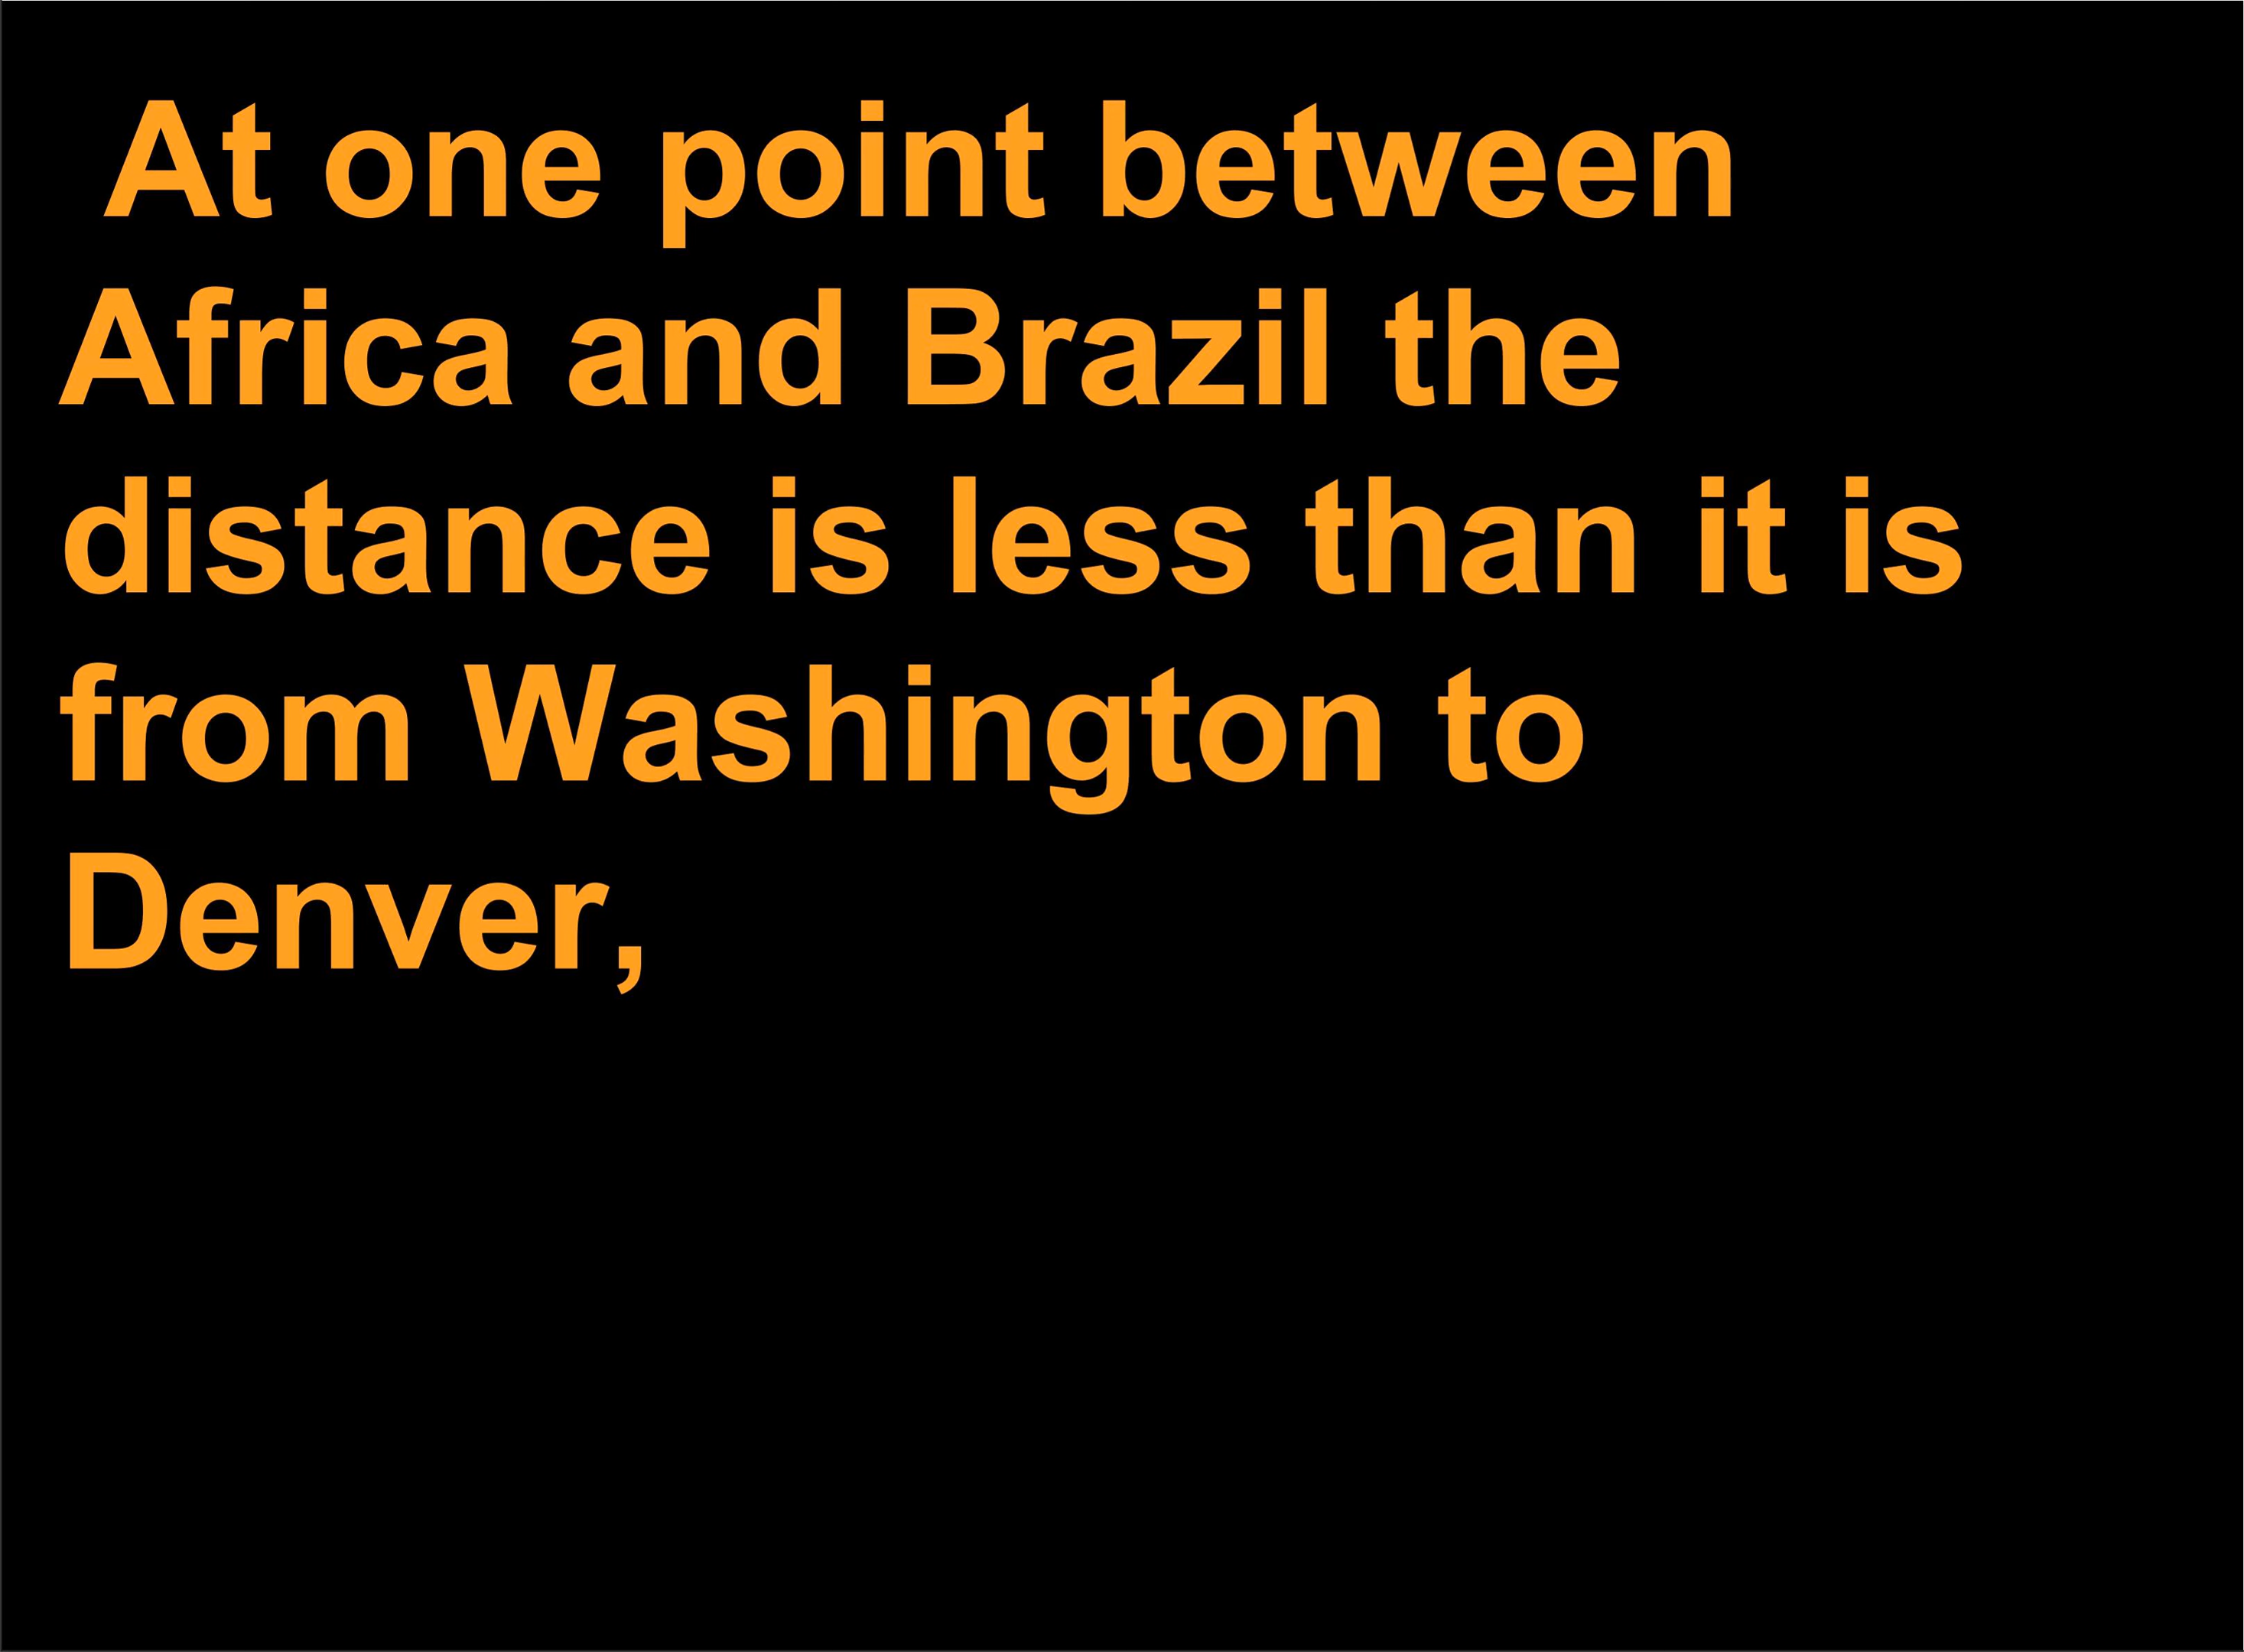 At one point between
Africa and Brazil the
distance is less than it is
from Washington to
Denver,